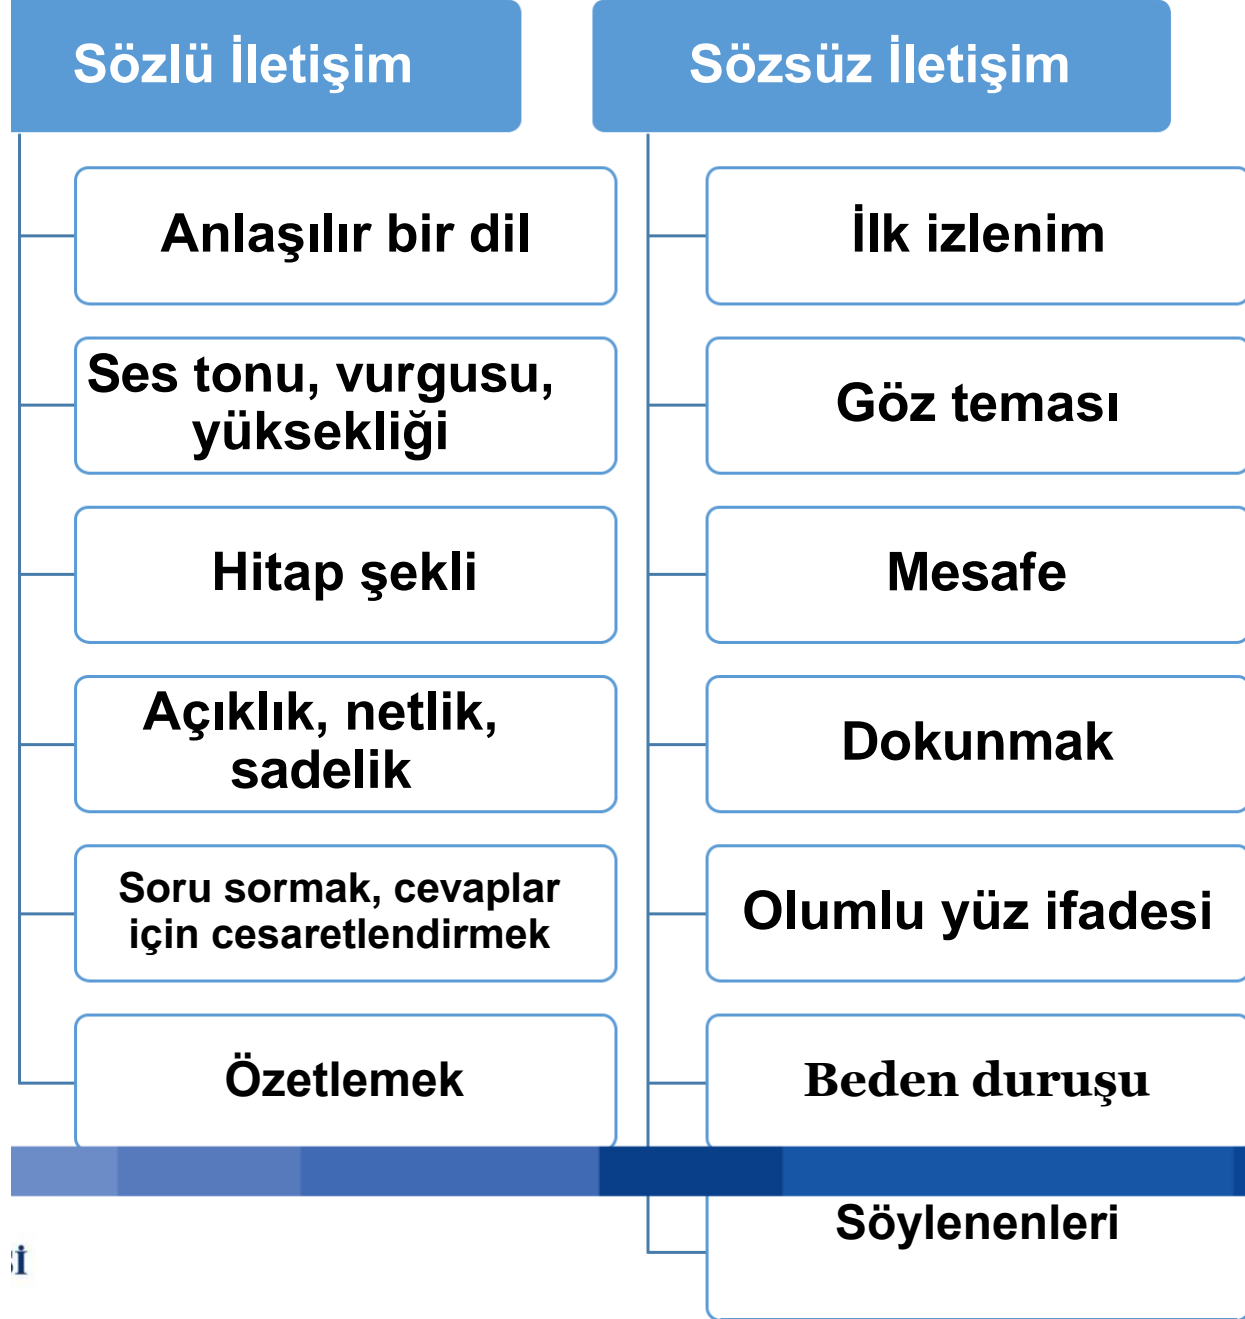 Sözlü İletişim
Anlaşılır bir dil
Ses tonu, vurgusu,
yüksekliği
Hitap şekli
Açıklık, netlik,
sadelik
Soru sormak, cevaplar
için cesaretlendirmek
Özetlemek
Sözsüz İletişim
İlk izlenim
Göz teması
Mesafe
Dokunmak
Olumlu yüz ifadesi
Beden duruşu
Söylenenleri